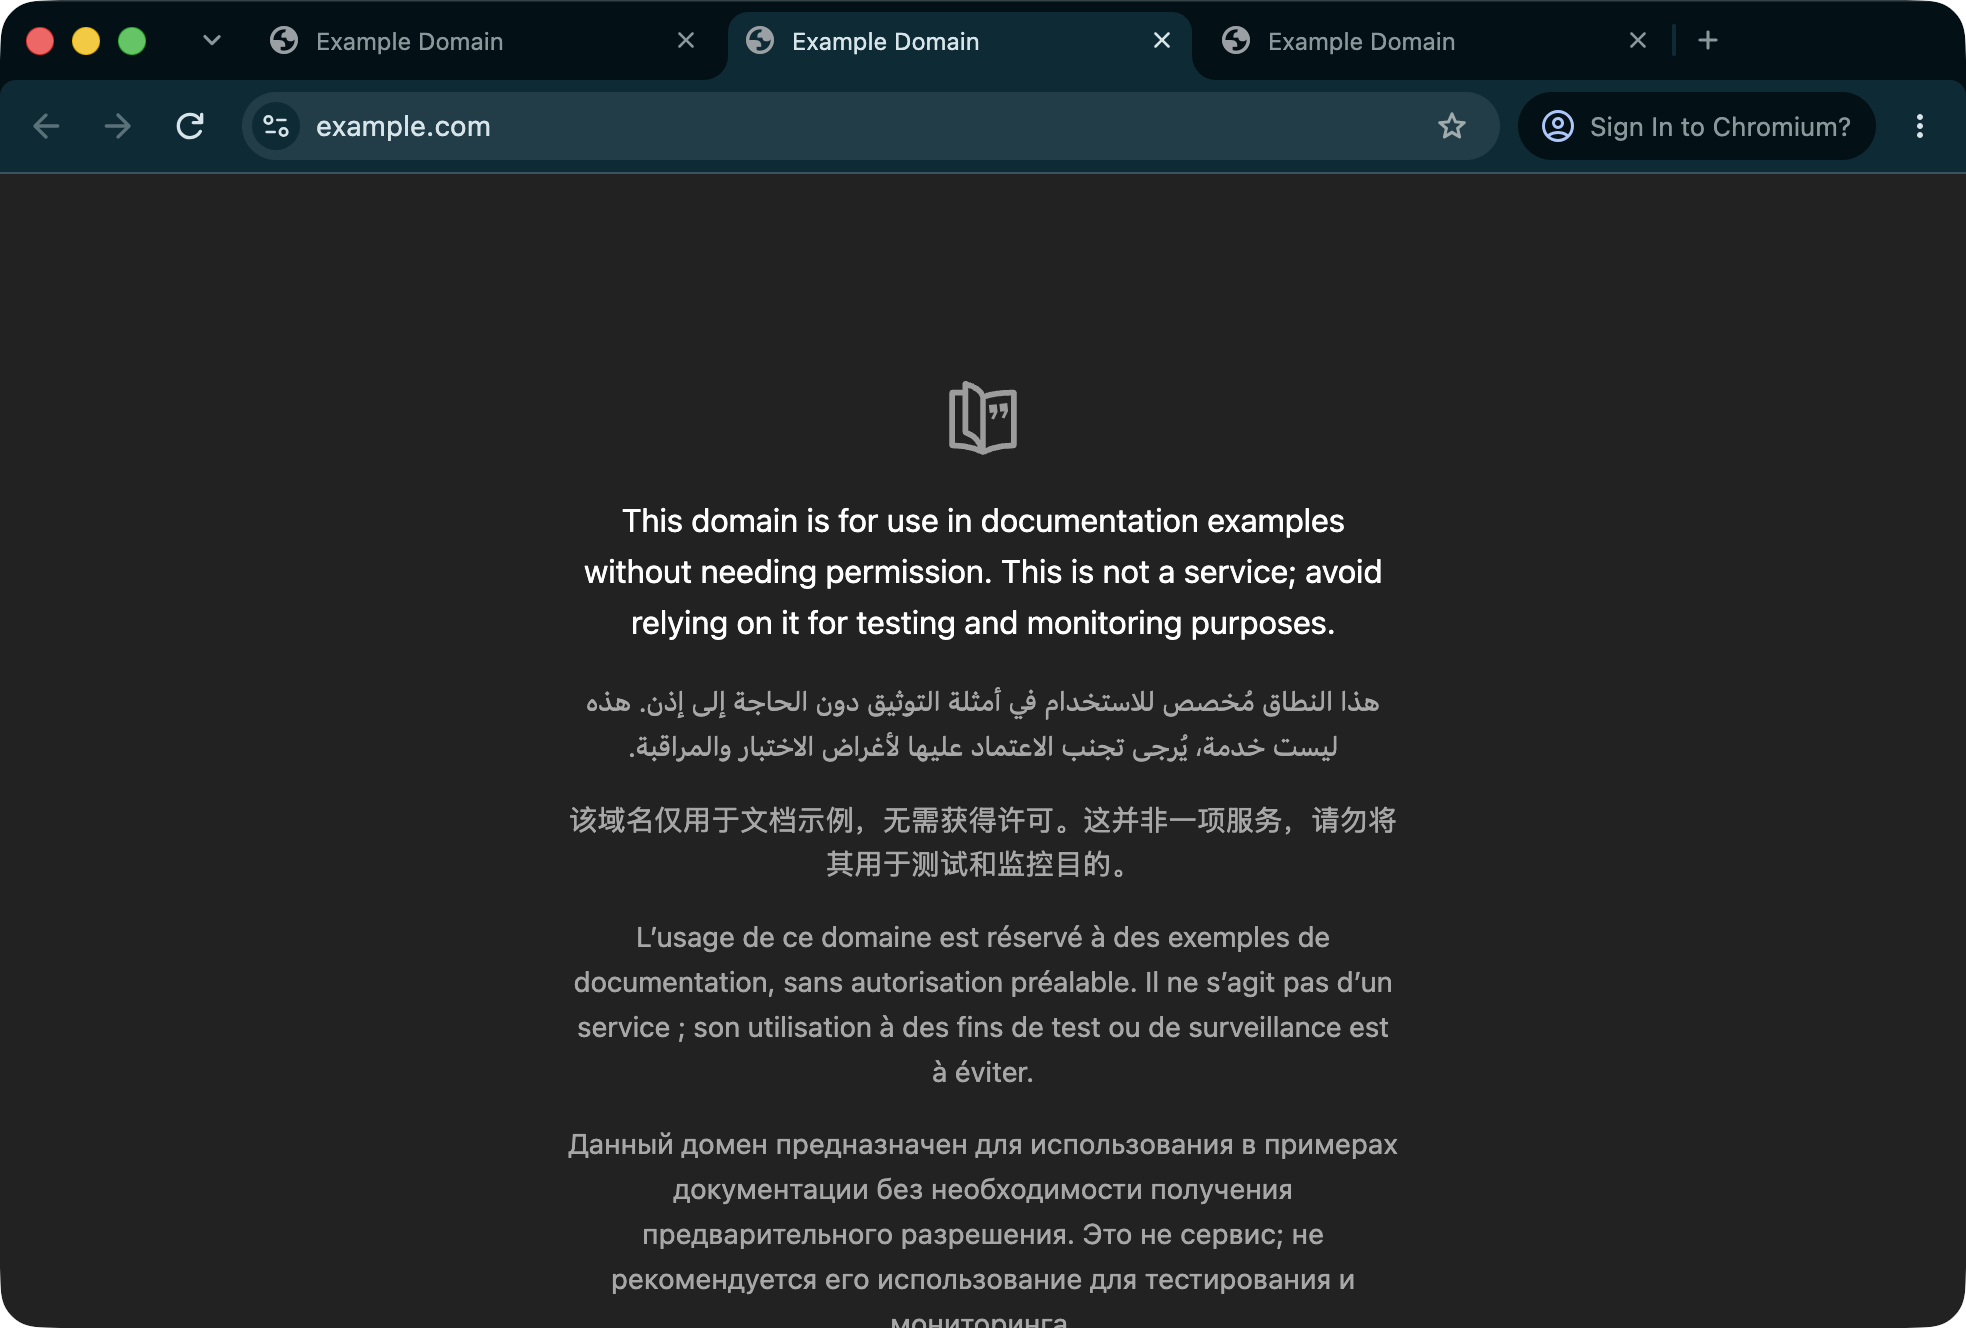 Example Domain
Example Domain
Example Domain
example.com
Sign In to Chromium?
This domain is for use in documentation examples
without needing permission. This is not a service; avoid
relying on it for testing and monitoring purposes.
هذا النطاق مُخصص للاستخدام في أمثلة التوثيق دون الحاجة إلى إذن. هذه
ليست خدمة، يُرجى تجنب الاعتماد عليها لأغراض الاختبار والمراقبة.
该域名仅用于文档示例，无需获得许可。这并非一项服务，请勿将
其用于测试和监控目的。
L’usage de ce domaine est réservé à des exemples de
documentation, sans autorisation préalable. Il ne s’agit pas d’un
service ; son utilisation à des fins de test ou de surveillance est
à éviter.
Данный домен предназначен для использования в примерах
документации без необходимости получения
предварительного разрешения. Это не сервис; не
рекомендуется его использование для тестирования и
мониторинга